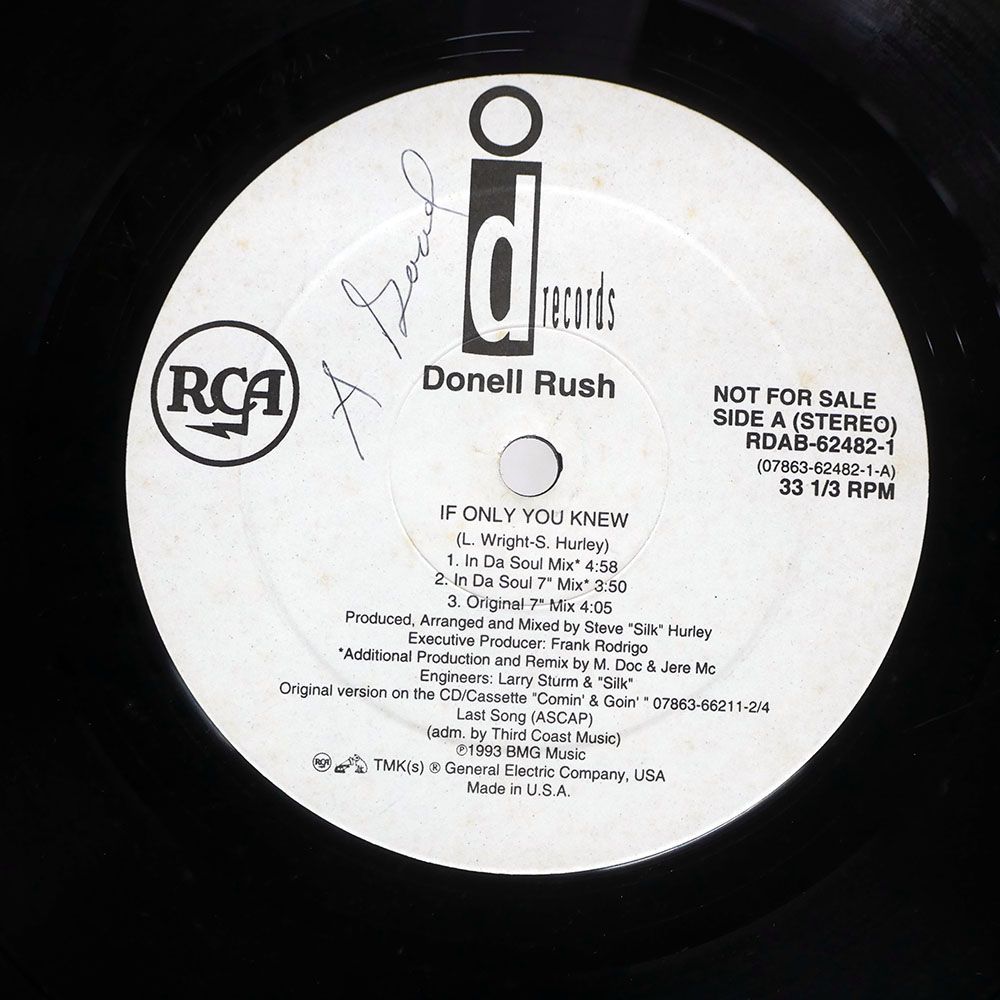 id
records
A Good
RCA
Donell Rush
NOT FOR SALE
SIDE A (STEREO)
RDAB-62482-1
(07863-62482-1-A)
33 1/3 RPM
IF ONLY YOU KNEW
(L. Wright-S. Hurley)
1. In Da Soul Mix* 4:58
2. In Da Soul 7" Mix* 3:50
3. Original 7" Mix 4:05
Produced, Arranged and Mixed by Steve "Silk" Hurley
Executive Producer: Frank Rodrigo
*Additional Production and Remix by M. Doc & Jere Mc
Engineers: Larry Sturm & "Silk"
Original version on the CD/Cassette "Comin' & Goin' " 07863-66211-2/4
Last Song (ASCAP)
(adm. by Third Coast Music)
℗1993 BMG Music
RCA TMK(s) ® General Electric Company, USA
Made in U.S.A.